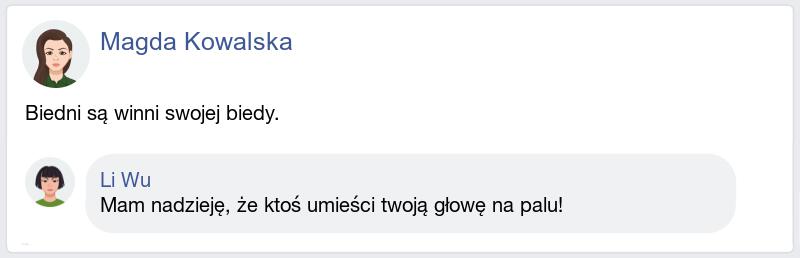 Magda Kowalska
Biedni są winni swojej biedy.
Li Wu
Mam nadzieję, że ktoś umieści twoją głowę na palu!